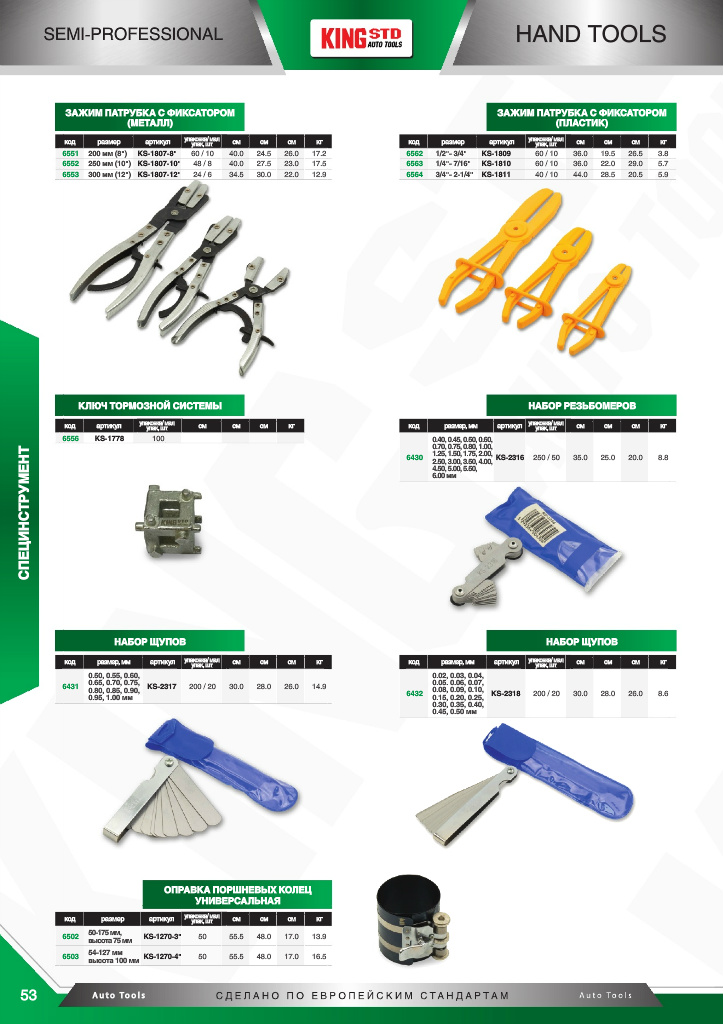 SEMI-PROFESSIONAL
KING STD
AUTO TOOLS
HAND TOOLS
ЗАЖИМ ПАТРУБКА С ФИКСАТОРОМ
(МЕТАЛЛ)
код размер артикул упаковка/ мал упак, шт см см см кг
6551 200 мм (8") KS-1807-8" 60 / 10 40.0 24.5 26.0 17.2
6552 250 мм (10") KS-1807-10" 48 / 8 40.0 27.5 23.0 17.5
6553 300 мм (12") KS-1807-12" 24 / 6 34.5 30.0 22.0 12.9
ЗАЖИМ ПАТРУБКА С ФИКСАТОРОМ
(ПЛАСТИК)
код размер артикул упаковка/ мал упак, шт см см см кг
6562 1/2"- 3/4" KS-1809 60 / 10 36.0 19.5 26.5 3.8
6563 1/4"- 7/16" KS-1810 60 / 10 36.0 22.0 29.0 5.7
6564 3/4"- 2-1/4" KS-1811 40 / 10 44.0 28.5 20.5 5.9
КЛЮЧ ТОРМОЗНОЙ СИСТЕМЫ
код артикул упаковка/ мал упак, шт см см см кг
6556 KS-1778 100
KING STD
НАБОР РЕЗЬБОМЕРОВ
код размер, мм артикул упаковка/ мал упак, шт см см см кг
0.40, 0.45, 0.50, 0.60,
0.70, 0.75, 0.80, 1.00,
1.25, 1.50, 1.75, 2.00,
6430 2.50, 3.00, 3.50, 4.00, KS-2316 250 / 50 35.0 25.0 20.0 8.8
4.50, 5.00, 5.50,
6.00 мм
СПЕЦИНСТРУМЕНТ
НАБОР ЩУПОВ
код размер, мм артикул упаковка/ мал упак, шт см см см кг
0.50, 0.55, 0.60,
0.65, 0.70, 0.75,
6431 0.80, 0.85, 0.90, KS-2317 200 / 20 30.0 28.0 26.0 14.9
0.95, 1.00 мм
НАБОР ЩУПОВ
код размер, мм артикул упаковка/ мал упак, шт см см см кг
0.02, 0.03, 0.04,
0.05, 0.06, 0.07,
0.08, 0.09, 0.10,
6432 0.15, 0.20, 0.25, KS-2318 200 / 20 30.0 28.0 26.0 8.6
0.30, 0.35, 0.40,
0.45, 0.50 мм
ОПРАВКА ПОРШНЕВЫХ КОЛЕЦ
УНИВЕРСАЛЬНАЯ
код размер артикул упаковка/ мал упак, шт см см см кг
6502 50-175 мм, высота 75 мм KS-1270-3" 50 55.5 48.0 17.0 13.9
6503 54-127 мм высота 100 мм KS-1270-4" 50 55.5 48.0 17.0 16.5
53
Auto Tools
СДЕЛАНО ПО ЕВРОПЕЙСКИМ СТАНДАРТАМ
Auto Tools